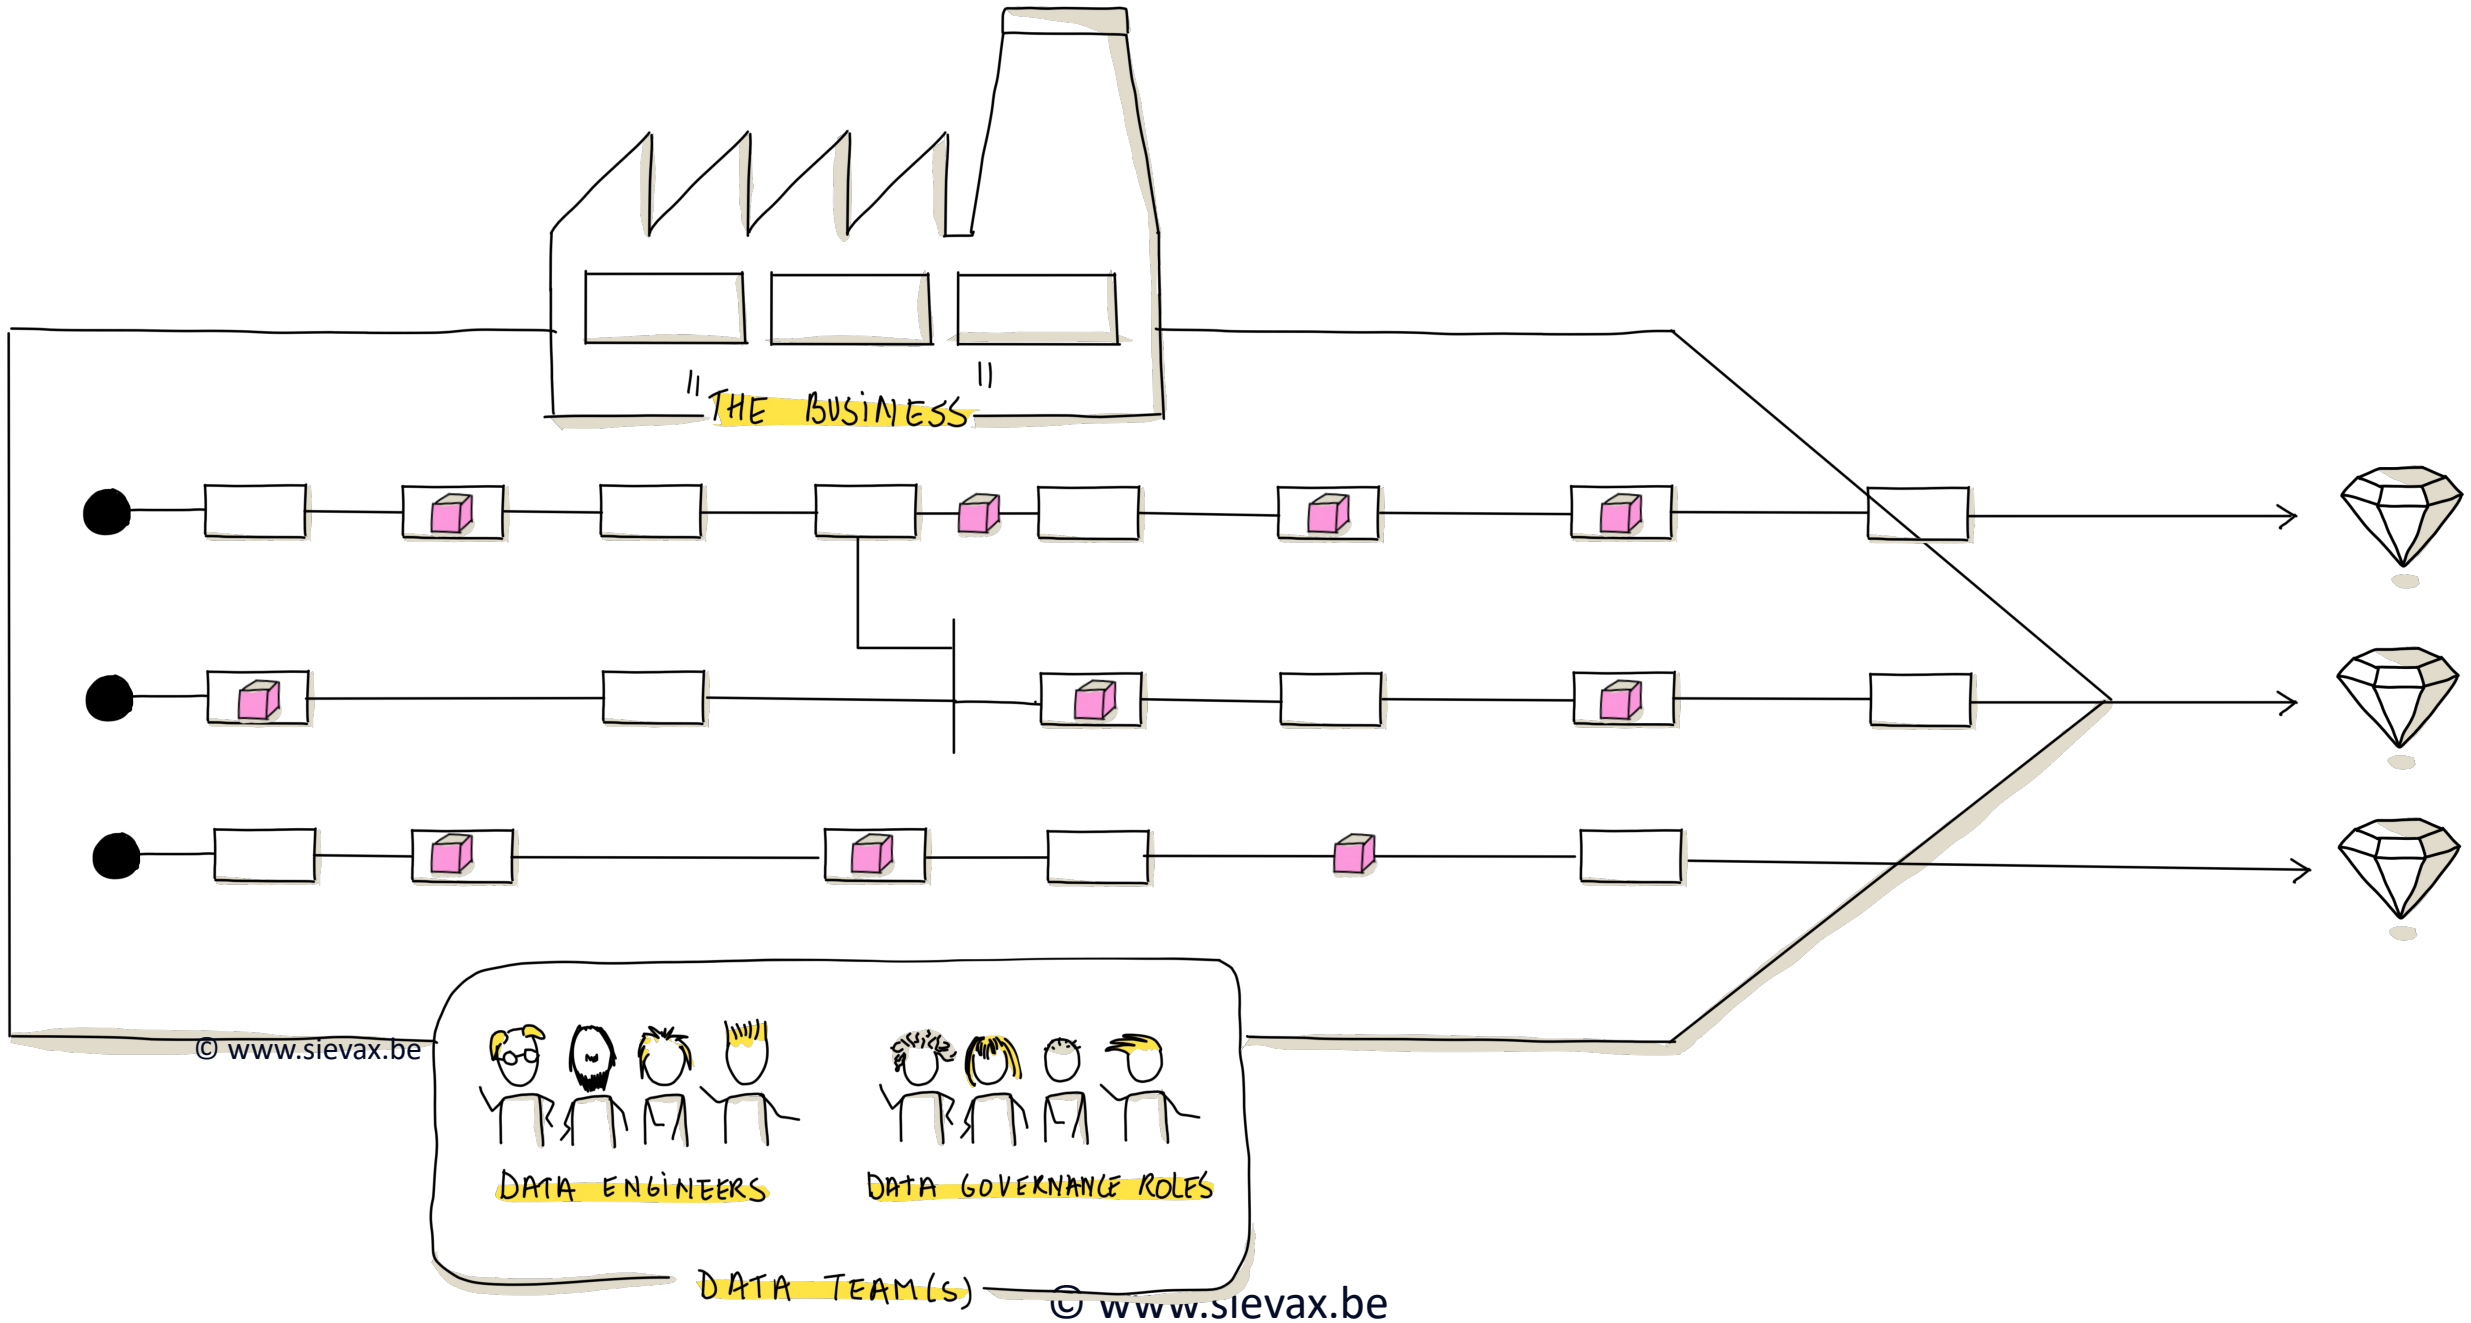 " THE BUSINESS "
© www.sievax.be
DATA ENGINEERS
DATA GOVERNANCE ROLES
DATA TEAM(S)
© www.sievax.be